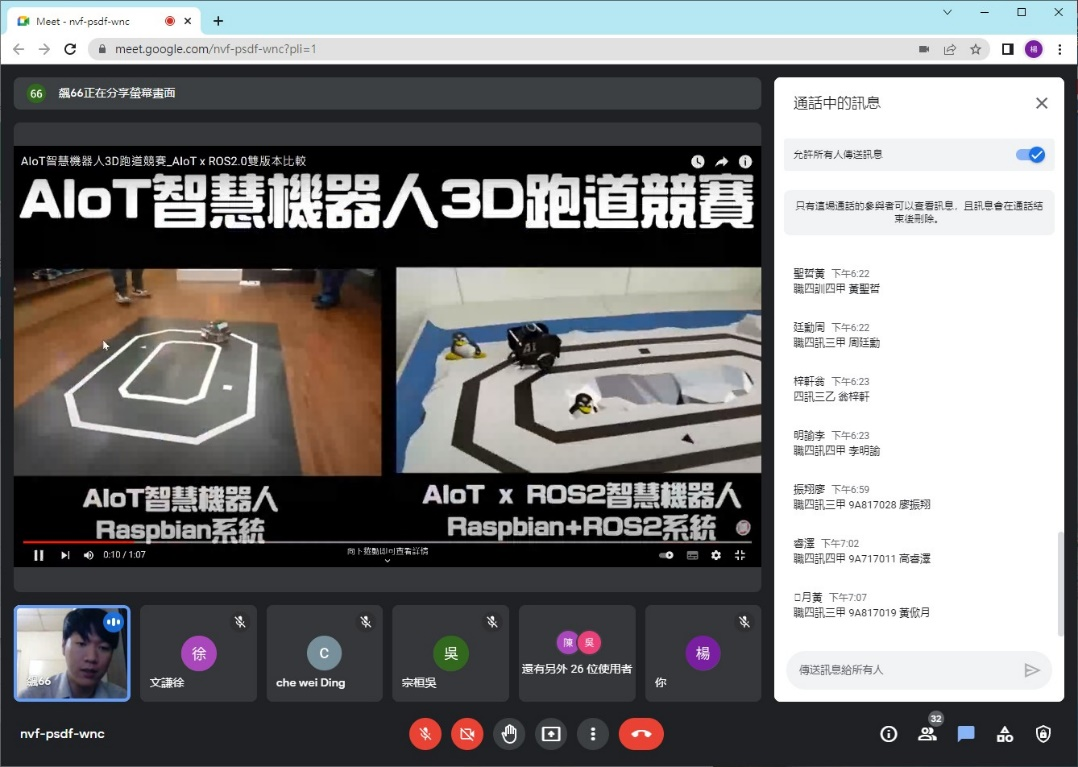 Meet - nvf-psdf-wnc
meet.google.com/nvf-psdf-wnc?pli=1
楊
66 飆66正在分享螢幕畫面
AIoT智慧機器人3D跑道競賽_AIoT x ROS2.0雙版本比較
AIoT智慧機器人3D跑道競賽
AIoT智慧機器人
Raspbian系統
AIoT x ROS2智慧機器人
Raspbian+ROS2系統
0:10 / 1:07
向下捲動即可查看詳情
飆66
徐
文謙徐
C
che wei Ding
吳
宗桓吳
陳 吳
還有另外 26 位使用者
楊
你
nvf-psdf-wnc
32
通話中的訊息
允許所有人傳送訊息
只有這場通話的參與者可以查看訊息，且訊息會在通話結
束後刪除。
聖哲黃 下午6:22
職四訓四甲 黃聖哲
廷勳周 下午6:22
職四訊三甲 周廷勳
梓軒翁 下午6:23
四訊三乙 翁梓軒
明諭李 下午6:23
職四訊四甲 李明諭
振翔廖 下午6:59
職四訊三甲 9A817028 廖振翔
睿澤 下午7:02
職四訊四甲 9A717011 高睿澤
月黃 下午7:07
職四訊三甲 9A817019 黃俽月
傳送訊息給所有人